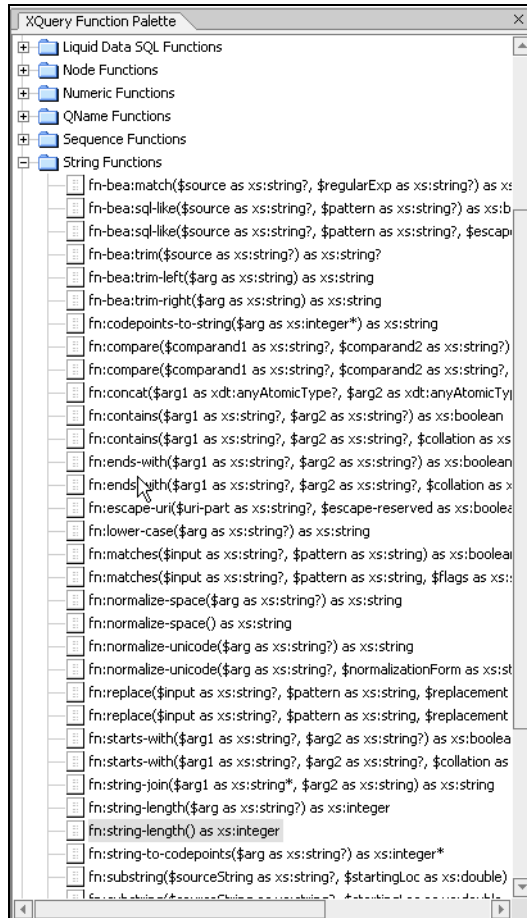 XQuery Function Palette
Liquid Data SQL Functions
Node Functions
Numeric Functions
QName Functions
Sequence Functions
String Functions
fn-bea:match($source as xs:string?, $regularExp as xs:string?) as xs
fn-bea:sql-like($source as xs:string?, $pattern as xs:string?) as xs:b
fn-bea:sql-like($source as xs:string?, $pattern as xs:string?, $escap
fn-bea:trim($source as xs:string?) as xs:string?
fn-bea:trim-left($arg as xs:string) as xs:string
fn-bea:trim-right($arg as xs:string) as xs:string
fn:codepoints-to-string($arg as xs:integer*) as xs:string
fn:compare($comparand1 as xs:string?, $comparand2 as xs:string?)
fn:compare($comparand1 as xs:string?, $comparand2 as xs:string?,
fn:concat($arg1 as xdt:anyAtomicType?, $arg2 as xdt:anyAtomicTyp
fn:contains($arg1 as xs:string?, $arg2 as xs:string?) as xs:boolean
fn:contains($arg1 as xs:string?, $arg2 as xs:string?, $collation as xs
fn:ends-with($arg1 as xs:string?, $arg2 as xs:string?) as xs:boolean
fn:ends-with($arg1 as xs:string?, $arg2 as xs:string?, $collation as x
fn:escape-uri($uri-part as xs:string?, $escape-reserved as xs:boolea
fn:lower-case($arg as xs:string?) as xs:string
fn:matches($input as xs:string?, $pattern as xs:string) as xs:boolea
fn:matches($input as xs:string?, $pattern as xs:string, $flags as xs:s
fn:normalize-space($arg as xs:string?) as xs:string
fn:normalize-space() as xs:string
fn:normalize-unicode($arg as xs:string?) as xs:string
fn:normalize-unicode($arg as xs:string?, $normalizationForm as xs:st
fn:replace($input as xs:string?, $pattern as xs:string, $replacement
fn:replace($input as xs:string?, $pattern as xs:string, $replacement
fn:starts-with($arg1 as xs:string?, $arg2 as xs:string?) as xs:boolea
fn:starts-with($arg1 as xs:string?, $arg2 as xs:string?, $collation as
fn:string-join($arg1 as xs:string*, $arg2 as xs:string) as xs:string
fn:string-length($arg as xs:string?) as xs:integer
fn:string-length() as xs:integer
fn:string-to-codepoints($arg as xs:string?) as xs:integer*
fn:substring($sourceString as xs:string?, $startingLoc as xs:double)